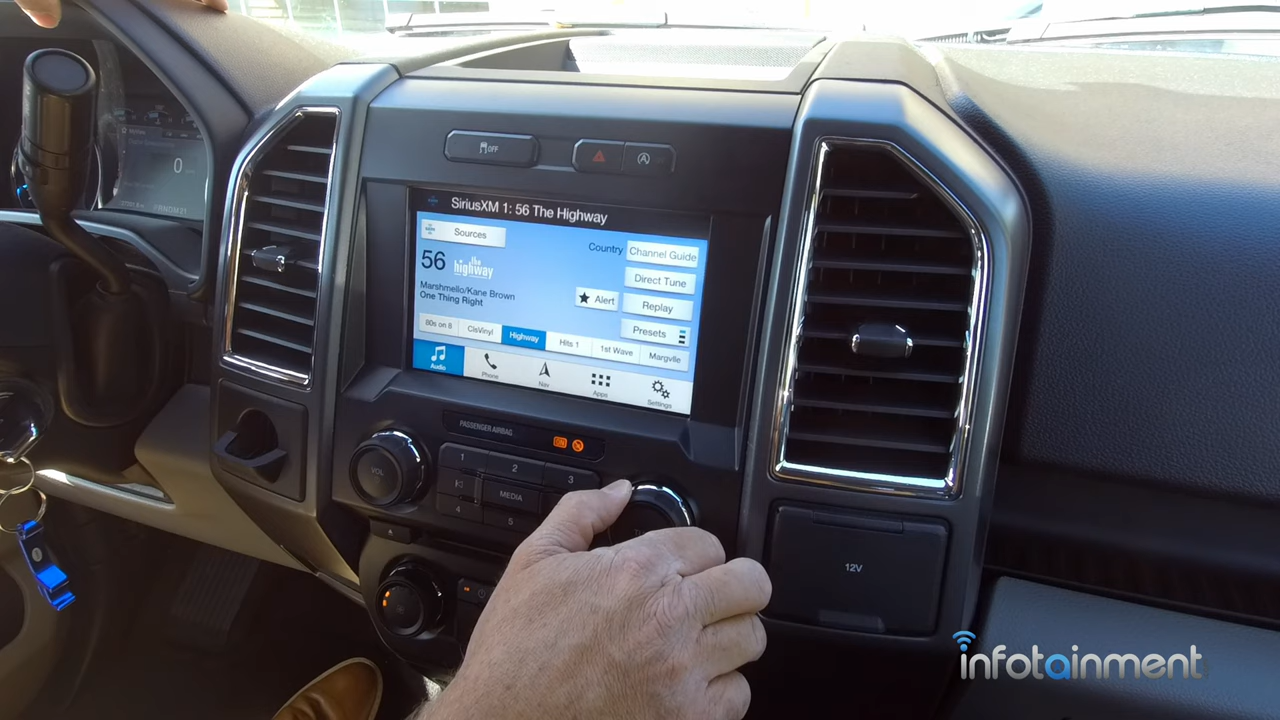 OFF
SiriusXM 1: 56 The Highway
Sources
Country
Channel Guide
56
the
highway
Direct Tune
Marshmello/Kane Brown
One Thing Right
Alert
Replay
Presets
80s on 8
ClsVinyl
Highway
Hits 1
1st Wave
Margvlle
Audio
Phone
Nav
Apps
Settings
PASSENGER AIRBAG
VOL
1
2
3
MEDIA
4
5
12V
0
infotainment